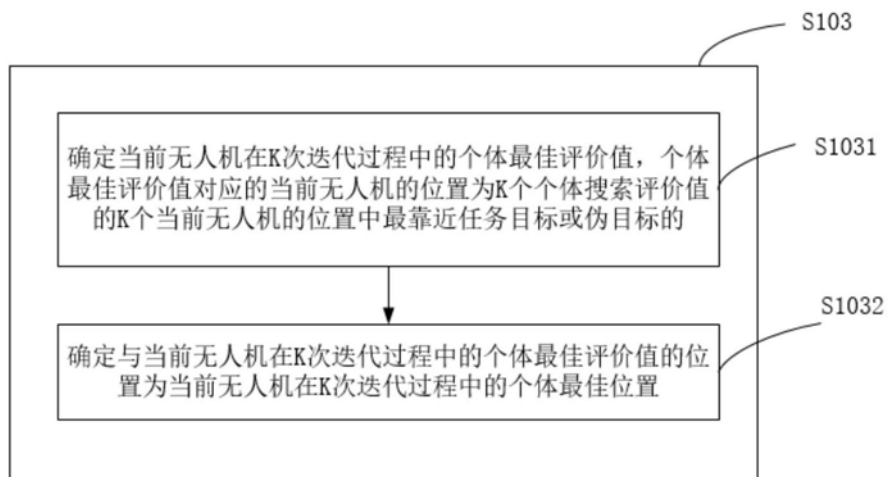 S103
确定当前无人机在K次迭代过程中的个体最佳评价值，个体
最佳评价值对应的当前无人机的位置为K个个体搜索评价值
的K个当前无人机的位置中最靠近任务目标或伪目标的
S1031
确定与当前无人机在K次迭代过程中的个体最佳评价值的位
置为当前无人机在K次迭代过程中的个体最佳位置
S1032